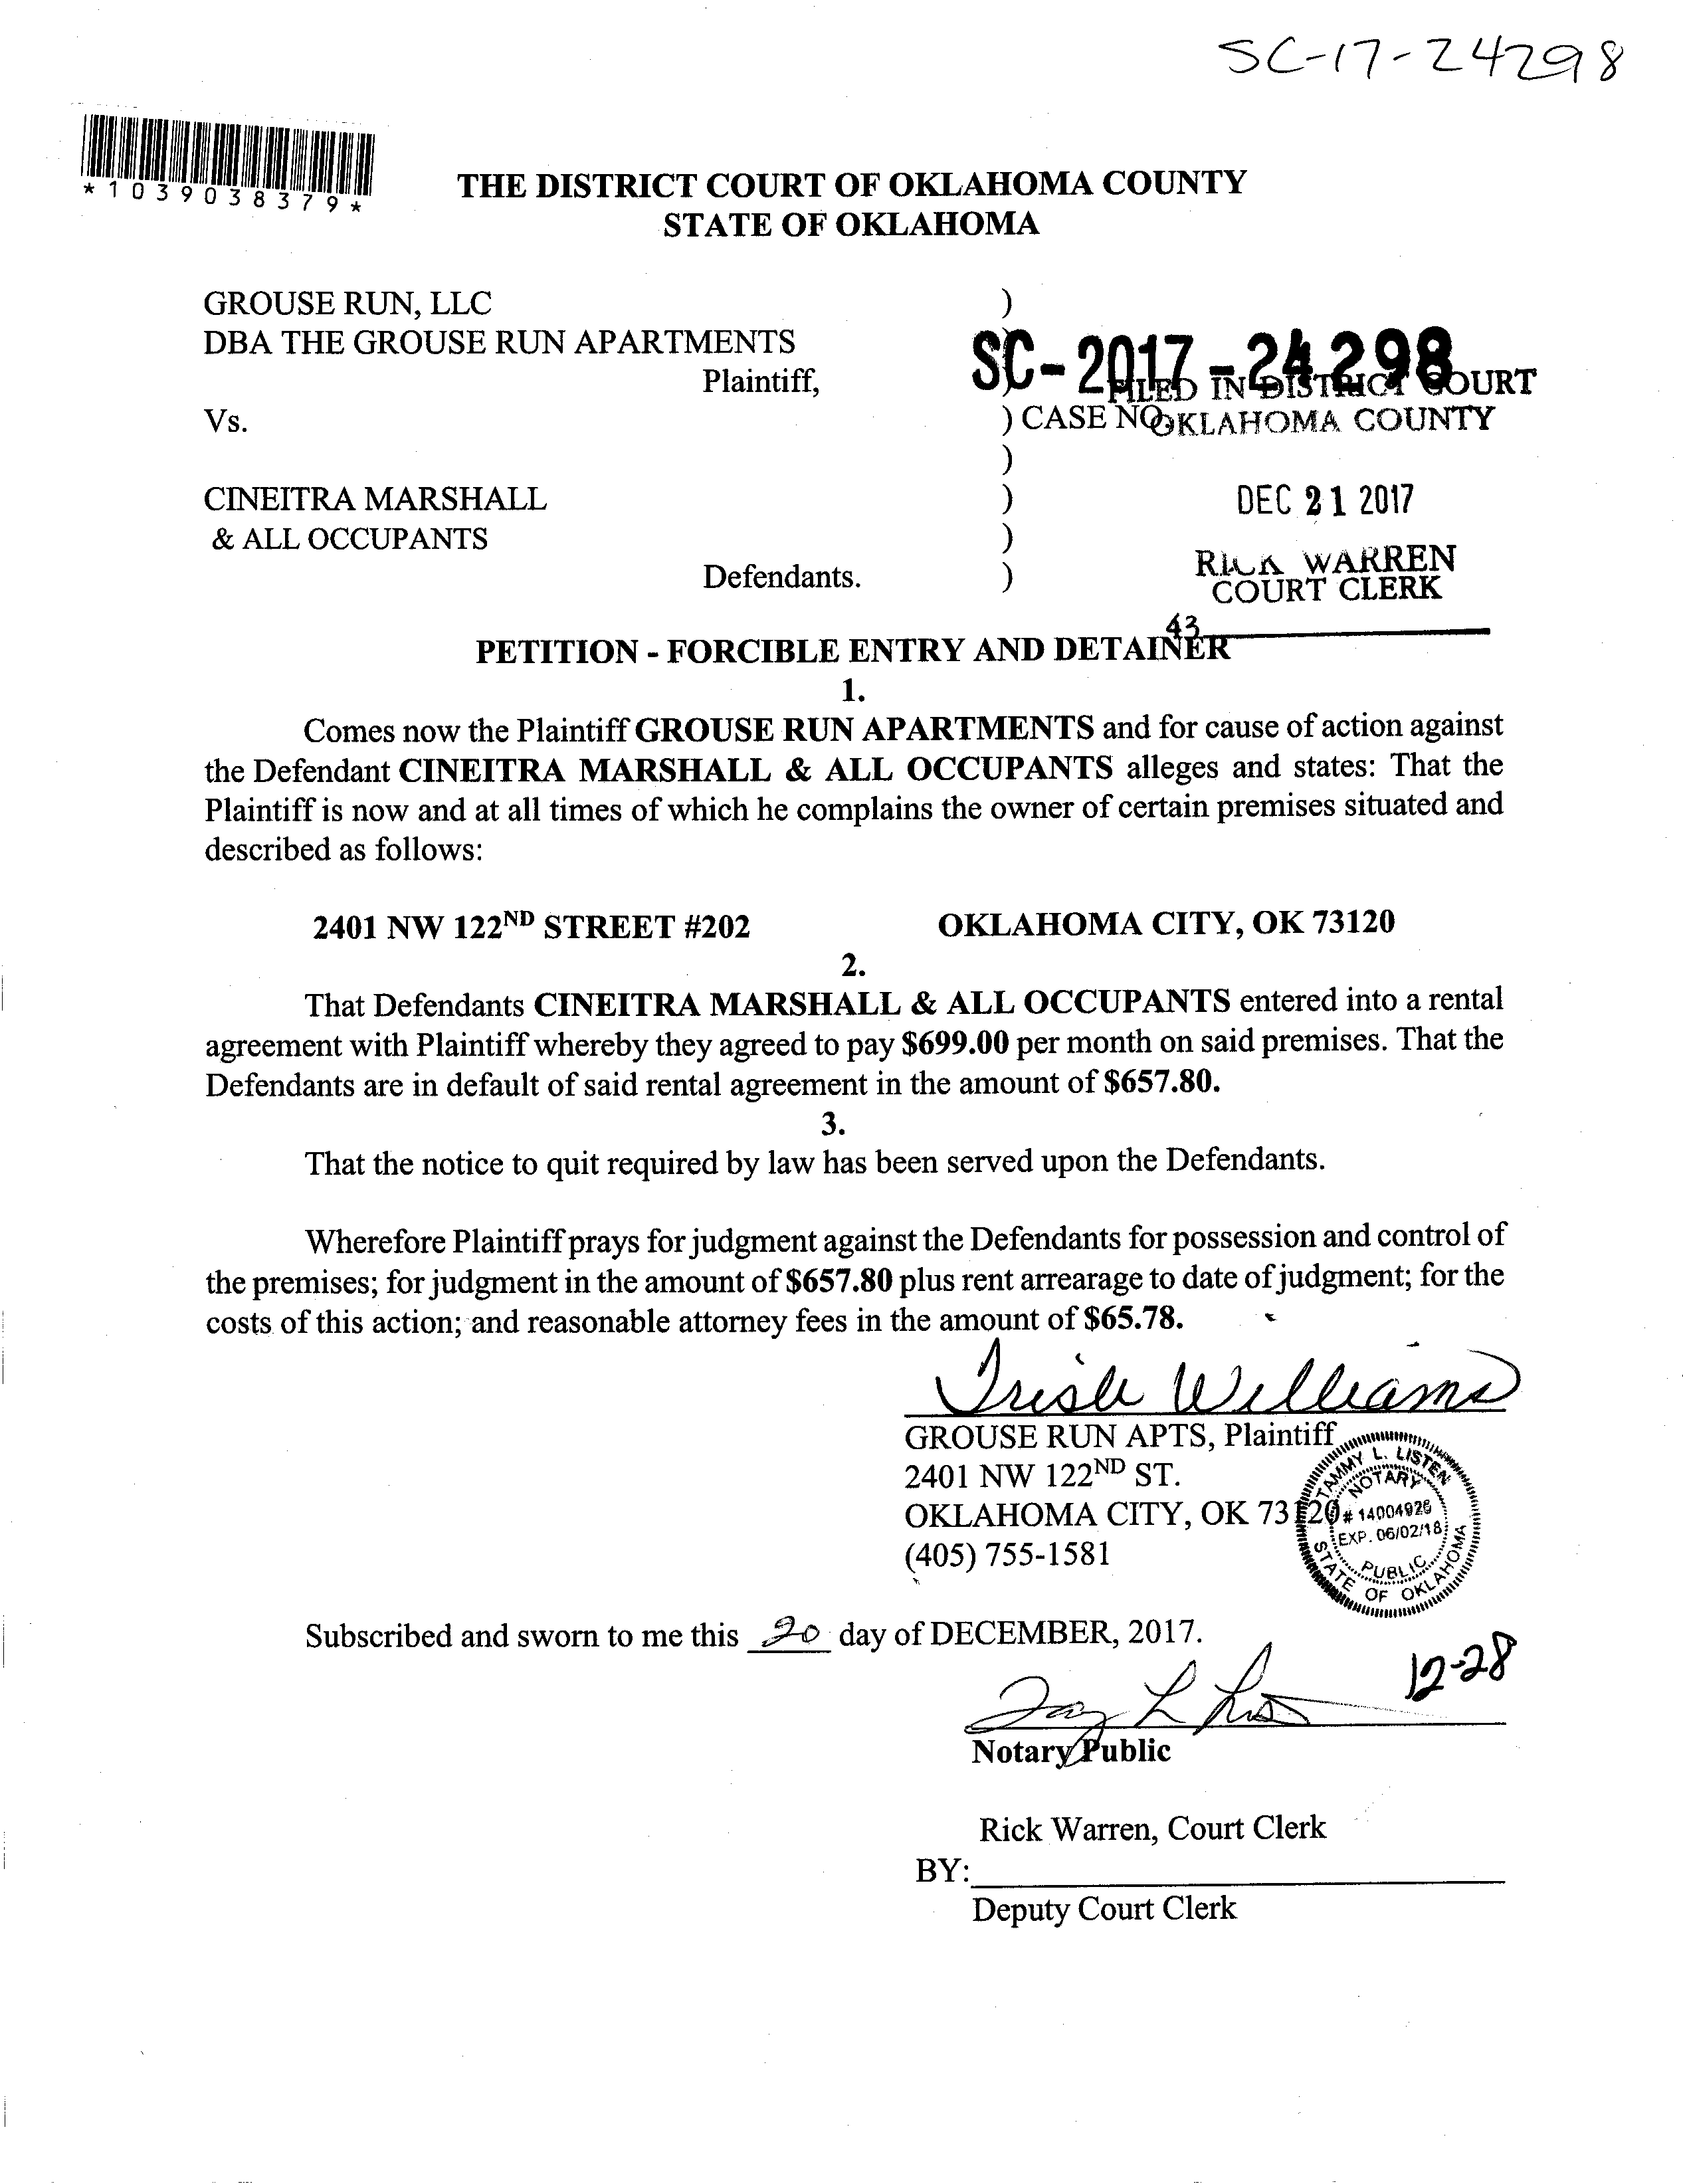 SC-17-24298
*1039038379*
THE DISTRICT COURT OF OKLAHOMA COUNTY
STATE OF OKLAHOMA
GROUSE RUN, LLC )
DBA THE GROUSE RUN APARTMENTS
Plaintiff,
SC-2017-24298
FILED IN DISTRICT COURT
Vs. ) CASE NO
OKLAHOMA COUNTY
)
CINEITRA MARSHALL ) DEC 21 2017
& ALL OCCUPANTS )
Defendants. )
RICK WARREN
COURT CLERK
43
PETITION - FORCIBLE ENTRY AND DETAINER
1.
Comes now the Plaintiff GROUSE RUN APARTMENTS and for cause of action against
the Defendant CINEITRA MARSHALL & ALL OCCUPANTS alleges and states: That the
Plaintiff is now and at all times of which he complains the owner of certain premises situated and
described as follows:
2401 NW 122ND STREET #202 OKLAHOMA CITY, OK 73120
2.
That Defendants CINEITRA MARSHALL & ALL OCCUPANTS entered into a rental
agreement with Plaintiff whereby they agreed to pay $699.00 per month on said premises. That the
Defendants are in default of said rental agreement in the amount of $657.80.
3.
That the notice to quit required by law has been served upon the Defendants.
Wherefore Plaintiff prays for judgment against the Defendants for possession and control of
the premises; for judgment in the amount of $657.80 plus rent arrearage to date of judgment; for the
costs of this action; and reasonable attorney fees in the amount of $65.78.
Trish Williams
GROUSE RUN APTS, Plaintiff
2401 NW 122ND ST.
OKLAHOMA CITY, OK 73120
(405) 755-1581
TAMMY L. LISTEN
NOTARY
# 14004926
EXP. 06/02/18
PUBLIC
STATE OF OKLAHOMA
Subscribed and sworn to me this 20 day of DECEMBER, 2017.
12-28
Notary Public
Rick Warren, Court Clerk
BY:
Deputy Court Clerk